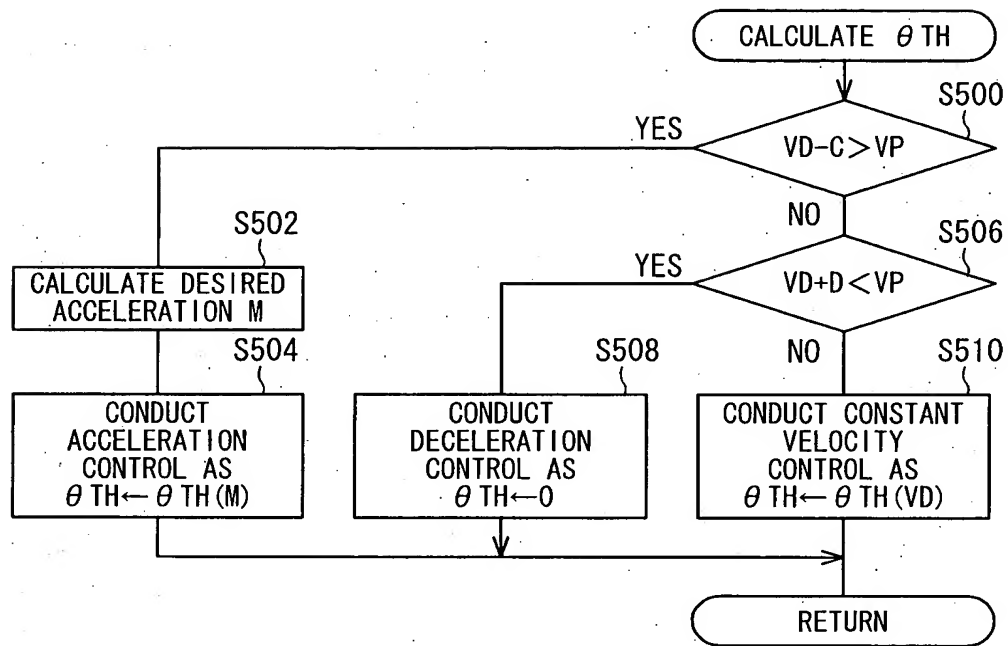 CALCULATE θTH
S500
VD-C>VP
YES
NO
S502
CALCULATE DESIRED
ACCELERATION M
S506
VD+D<VP
YES
NO
S504
CONDUCT
ACCELERATION
CONTROL AS
θTH←θTH(M)
S508
CONDUCT
DECELERATION
CONTROL AS
θTH←0
S510
CONDUCT CONSTANT
VELOCITY
CONTROL AS
θTH←θTH(VD)
RETURN